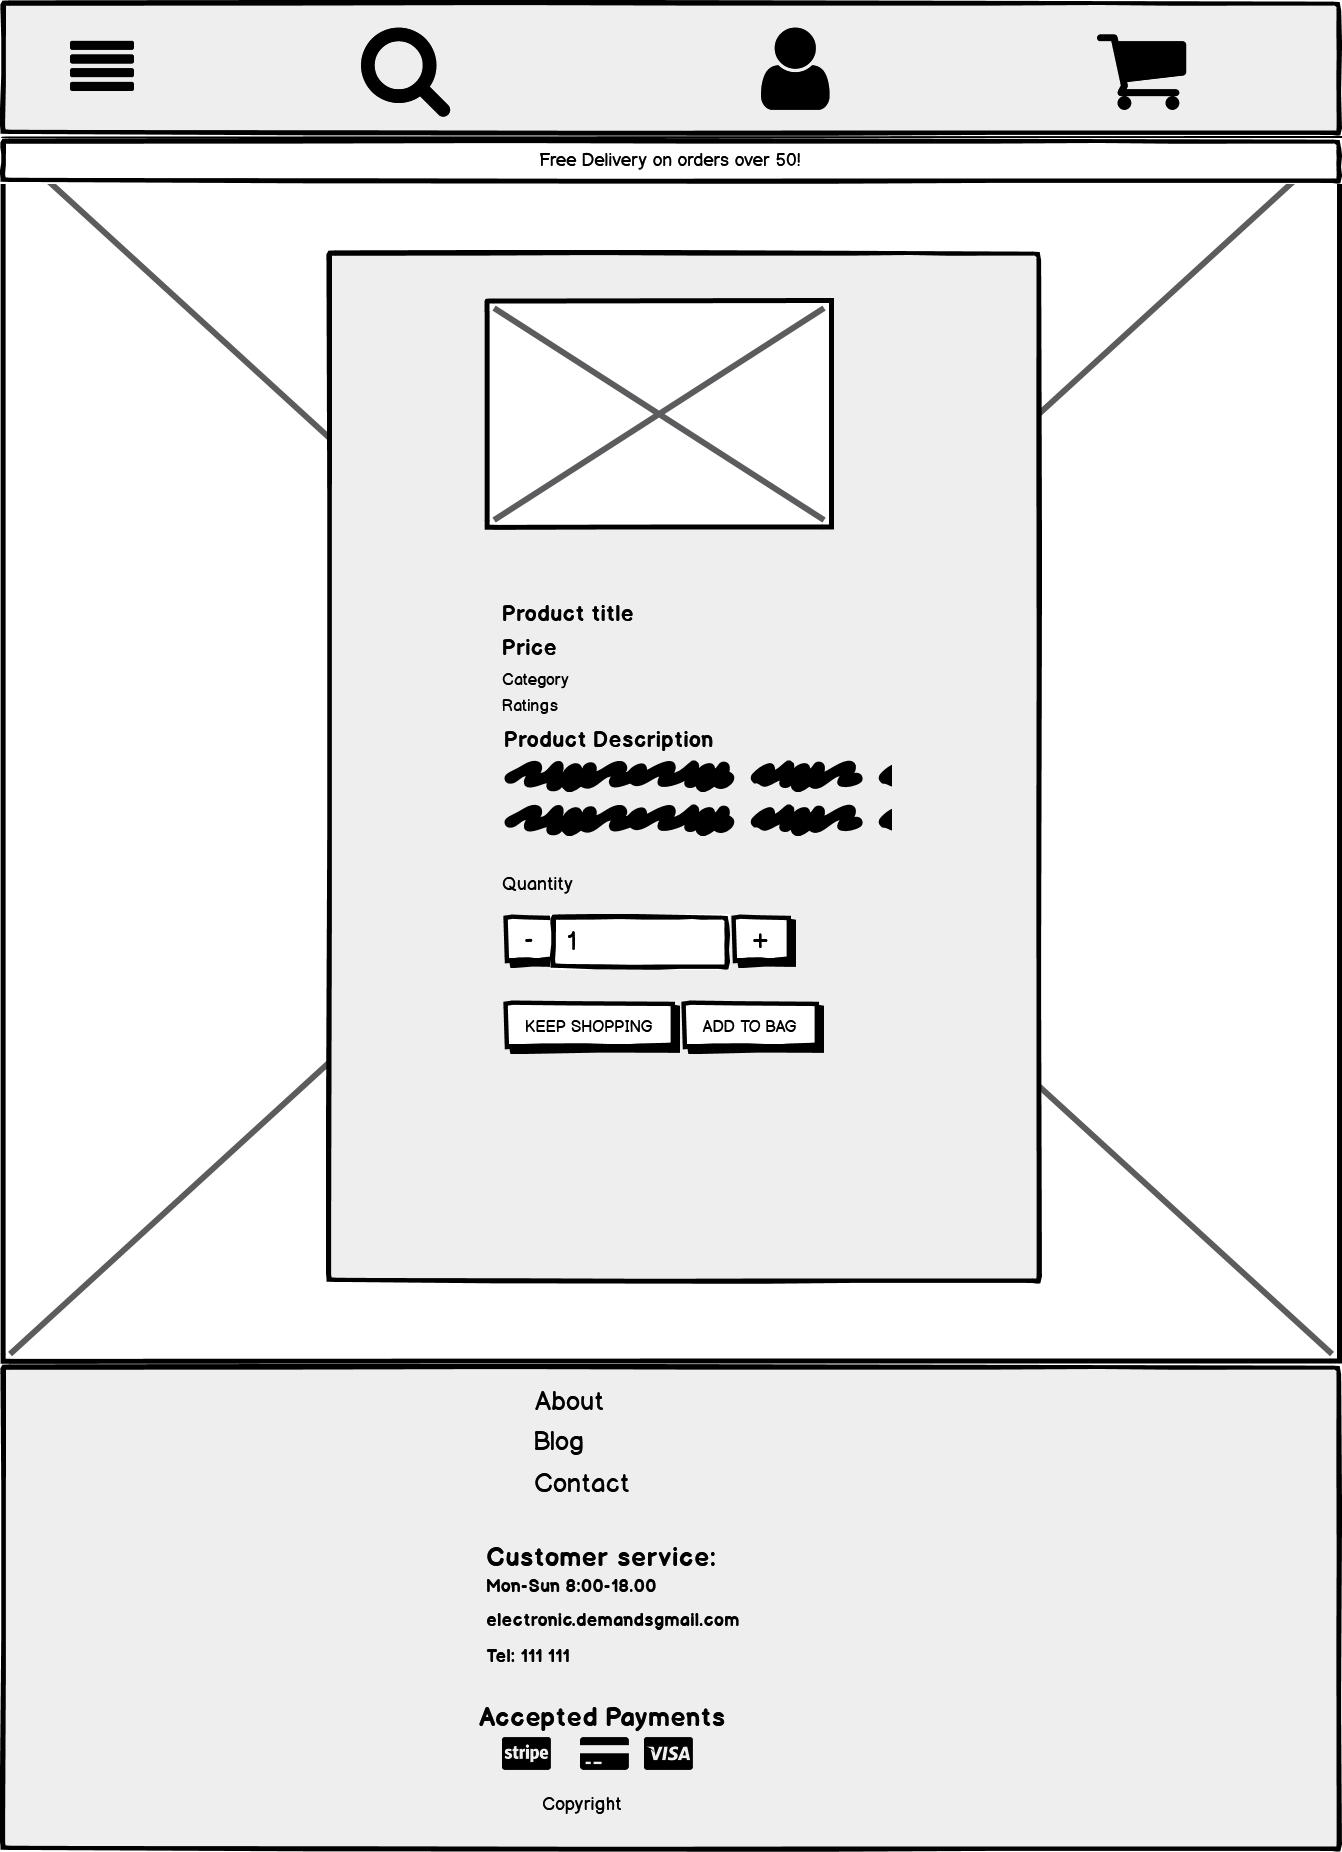 Free Delivery on orders over 50!
Product title
Price
Category
Ratings
Product Description
Quantity
- 1 +
KEEP SHOPPING ADD TO BAG
About
Blog
Contact
Customer service:
Mon-Sun 8:00-18.00
electronic.demandsgmail.com
Tel: 111 111
Accepted Payments
stripe VISA
Copyright